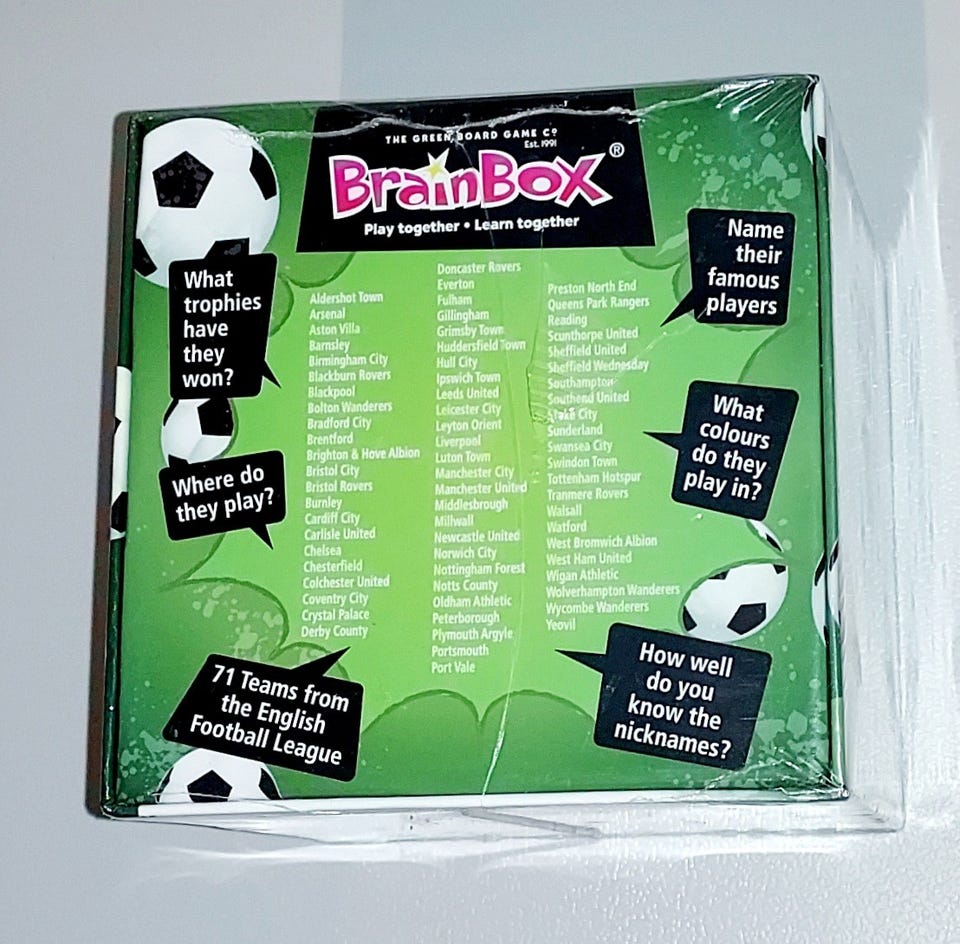 THE GREEN BOARD GAME Cº
Est. 1991
BrainBox®
Play together • Learn together
What
trophies
have
they
won?
Where do
they play?
71 Teams from
the English
Football League
Aldershot Town
Arsenal
Aston Villa
Barnsley
Birmingham City
Blackburn Rovers
Blackpool
Bolton Wanderers
Bradford City
Brentford
Brighton & Hove Albion
Bristol City
Bristol Rovers
Burnley
Cardiff City
Carlisle United
Chelsea
Chesterfield
Colchester United
Coventry City
Crystal Palace
Derby County
Doncaster Rovers
Everton
Fulham
Gillingham
Grimsby Town
Huddersfield Town
Hull City
Ipswich Town
Leeds United
Leicester City
Leyton Orient
Liverpool
Luton Town
Manchester City
Manchester United
Middlesbrough
Millwall
Newcastle United
Norwich City
Nottingham Forest
Notts County
Oldham Athletic
Peterborough
Plymouth Argyle
Portsmouth
Port Vale
Preston North End
Queens Park Rangers
Reading
Scunthorpe United
Sheffield United
Sheffield Wednesday
Southampton
Southend United
Stoke City
Sunderland
Swansea City
Swindon Town
Tottenham Hotspur
Tranmere Rovers
Walsall
Watford
West Bromwich Albion
West Ham United
Wigan Athletic
Wolverhampton Wanderers
Wycombe Wanderers
Yeovil
Name
their
famous
players
What
colours
do they
play in?
How well
do you
know the
nicknames?